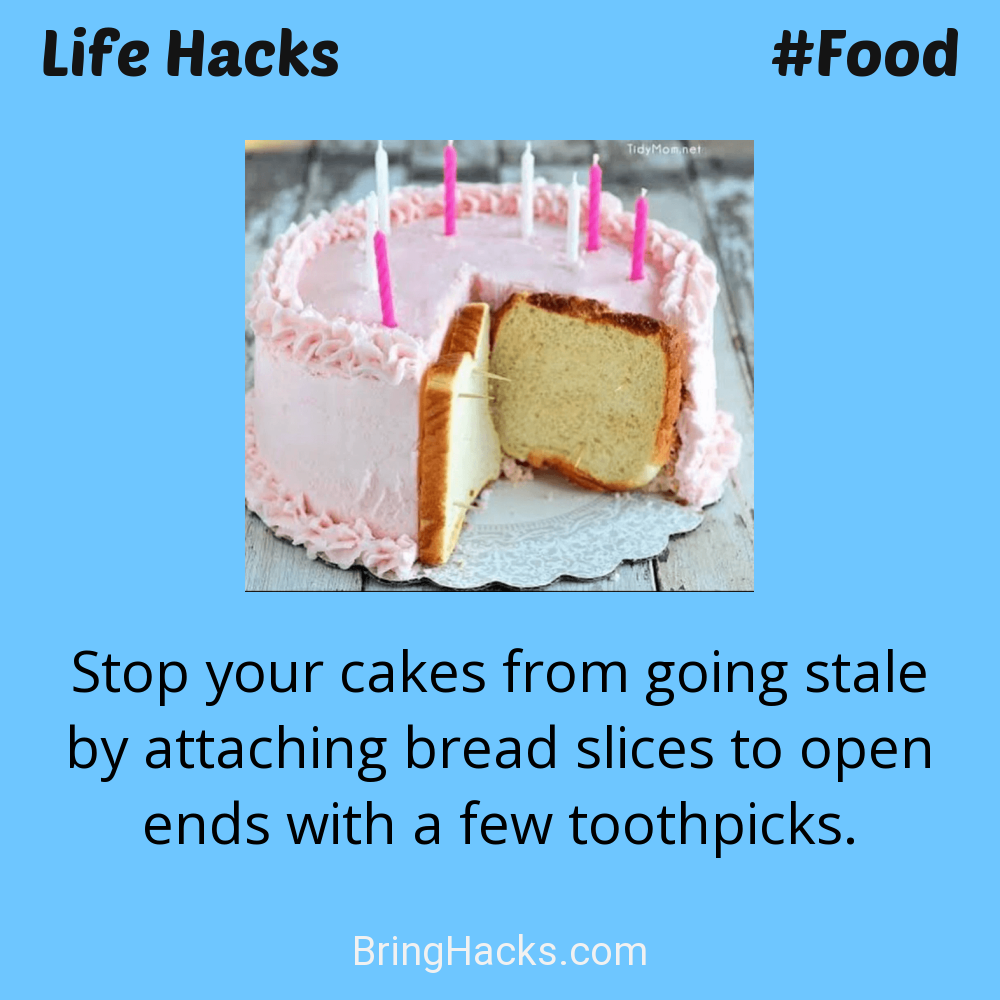 Life Hacks
#Food
TidyMom.net
Stop your cakes from going stale
by attaching bread slices to open
ends with a few toothpicks.
BringHacks.com